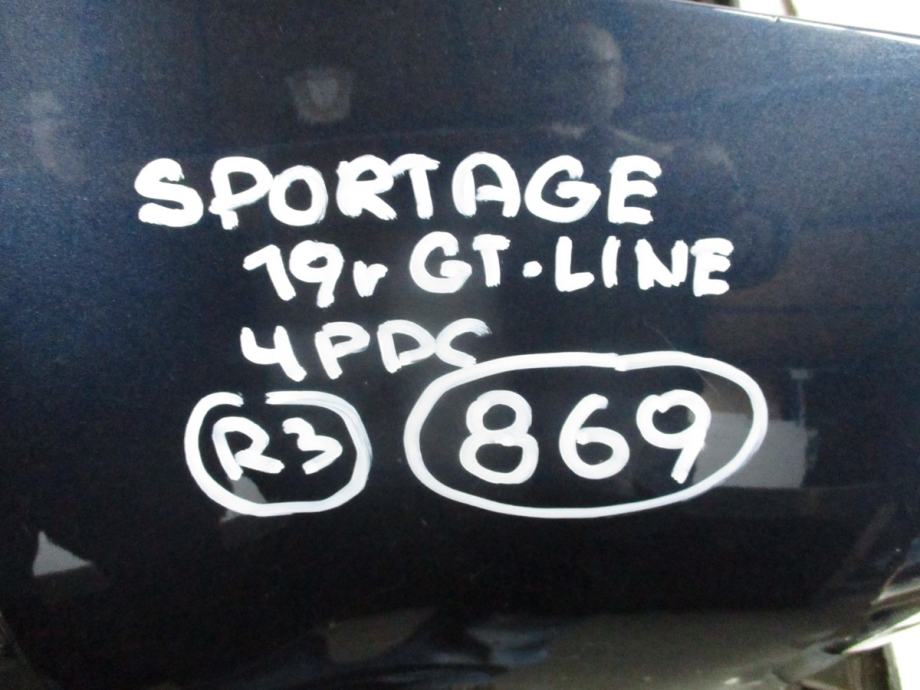 SPORTAGE
19r GT-LINE
4PDC
R3 869